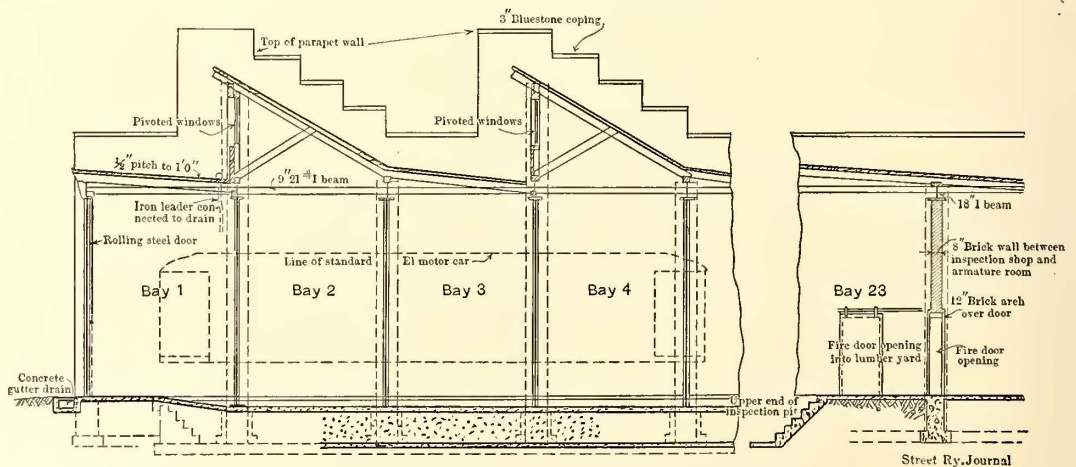 3" Bluestone coping
Top of parapet wall
Pivoted windows
Pivoted windows
½" pitch to 1'0"
9" 21# I beam
Iron leader con-
nected to drain
18" I beam
Rolling steel door
8" Brick wall between
inspection shop and
armature room
Line of standard
El motor car
Bay 1
Bay 2
Bay 3
Bay 4
Bay 23
12" Brick arch
over door
Fire door opening
into lumber yard
Fire door
opening
Concrete
gutter drain
Upper end of
inspection pit
Street Ry. Journal